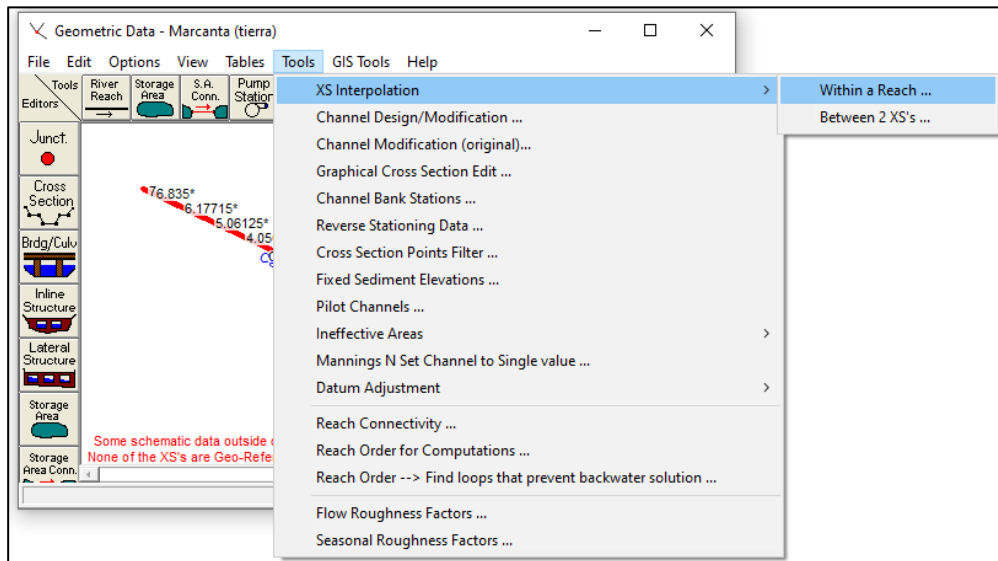 Geometric Data - Marcanta (tierra)
File Edit Options View Tables Tools GIS Tools Help
Tools
Editors
River
Reach
Storage
Area
S.A.
Conn.
Pump
Station
XS Interpolation
Within a Reach ...
Channel Design/Modification ...
Between 2 XS's ...
Channel Modification (original)...
Graphical Cross Section Edit ...
Channel Bank Stations ...
Reverse Stationing Data ...
Cross Section Points Filter ...
Fixed Sediment Elevations ...
Pilot Channels ...
Ineffective Areas
Mannings N Set Channel to Single value ...
Datum Adjustment
Reach Connectivity ...
Reach Order for Computations ...
Reach Order --> Find loops that prevent backwater solution ...
Flow Roughness Factors ...
Seasonal Roughness Factors ...
Junct.
Cross
Section
Brdg/Culv
Inline
Structure
Lateral
Structure
Storage
Area
Storage
Area Conn.
76.835*
6.17715*
5.06125*
Some schematic data outside
None of the XS's are